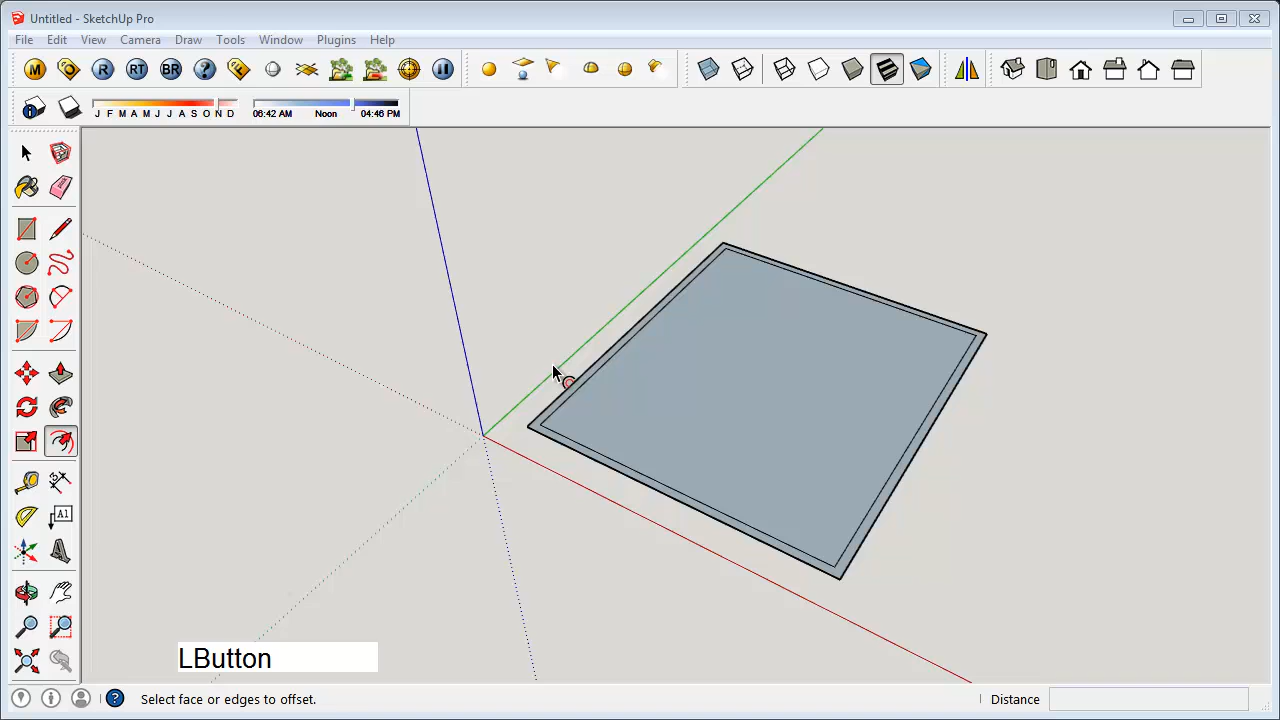 Untitled - SketchUp Pro
File Edit View Camera Draw Tools Window Plugins Help
M R RT BR ?
J F M A M J J A S O N D 06:42 AM Noon 04:46 PM
A1
LButton
Select face or edges to offset. Distance